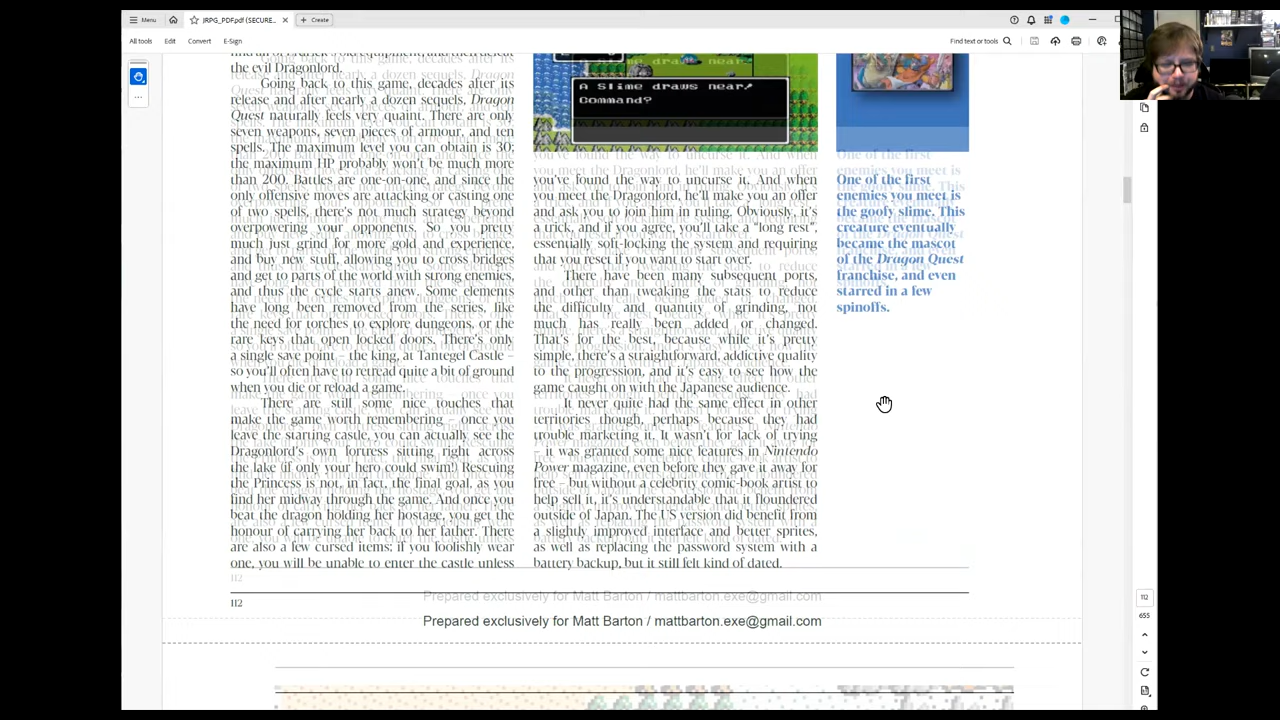 Menu
JRPG_PDF.pdf (SECURE...
Create
All tools
Edit
Convert
E-Sign
Find text or tools
the evil Dragonlord.
Going back to this game, decades after its
release and after nearly a dozen sequels, Dragon
Quest naturally feels very quaint. There are only
seven weapons, seven pieces of armour, and ten
spells. The maximum level you can obtain is 30;
the maximum HP probably won't be much more
than 200. Battles are one-on-one, and since the
only offensive moves are attacking or casting one
of two spells, there's not much strategy beyond
overpowering your opponents. So you pretty
much just grind for more gold and experience,
and buy new stuff, allowing you to cross bridges
and get to parts of the world with strong enemies,
and thus the cycle starts anew. Some elements
have long been removed from the series, like
the need for torches to explore dungeons, or the
rare keys that open locked doors. There's only
a single save point – the king, at Tantegel Castle –
so you'll often have to retread quite a bit of ground
when you die or reload a game.
There are still some nice touches that
make the game worth remembering – once you
leave the starting castle, you can actually see the
Dragonlord's own fortress sitting right across
the lake (if only your hero could swim!) Rescuing
the Princess is not, in fact, the final goal, as you
find her midway through the game. And once you
beat the dragon holding her hostage, you get the
honour of carrying her back to her father. There
are also a few cursed items; if you foolishly wear
one, you will be unable to enter the castle unless
112
A Slime draws near!
Command?
you've found the way to uncurse it. And when
you meet the Dragonlord, he'll make you an offer
and ask you to join him in ruling. Obviously, it's
a trick, and if you agree, you'll take a "long rest",
essentially soft-locking the system and requiring
that you reset if you want to start over.
There have been many subsequent ports,
and other than tweaking the stats to reduce
the difficulty and quantity of grinding, not
much has really been added or changed.
That's for the best, because while it's pretty
simple, there's a straightforward, addictive quality
to the progression, and it's easy to see how the
game caught on with the Japanese audience.
It never quite had the same effect in other
territories though, perhaps because they had
trouble marketing it. It wasn't for lack of trying
– it was granted some nice features in Nintendo
Power magazine, even before they gave it away for
free – but without a celebrity comic-book artist to
help sell it, it's understandable that it floundered
outside of Japan. The US version did benefit from
a slightly improved interface and better sprites,
as well as replacing the password system with a
battery backup, but it still felt kind of dated.
One of the first
enemies you meet is
the goofy slime. This
creature eventually
became the mascot
of the Dragon Quest
franchise, and even
starred in a few
spinoffs.
Prepared exclusively for Matt Barton / mattbarton.exe@gmail.com
Prepared exclusively for Matt Barton / mattbarton.exe@gmail.com
112
112
655